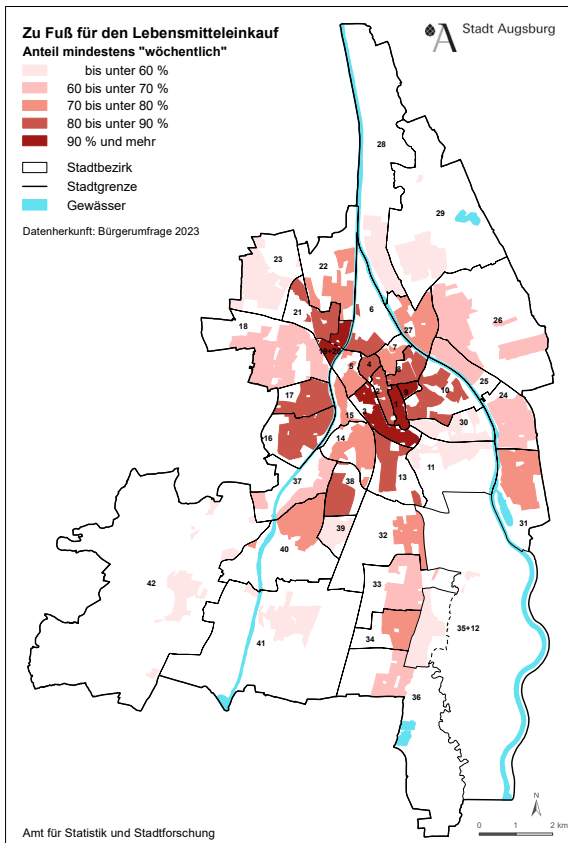 Zu Fuß für den Lebensmitteleinkauf
Anteil mindestens "wöchentlich"
bis unter 60 %
60 bis unter 70 %
70 bis unter 80 %
80 bis unter 90 %
90 % und mehr
Stadtbezirk
Stadtgrenze
Gewässer
Datenherkunft: Bürgerumfrage 2023
Stadt Augsburg
28
29
23
22
21
6
26
18
27
7
19+20
5
4
8
2
9
10
25
17
1
24
3
15
30
16
14
11
37
38
13
31
39
32
40
42
33
35+12
34
41
36
N
0 1 2 km
Amt für Statistik und Stadtforschung